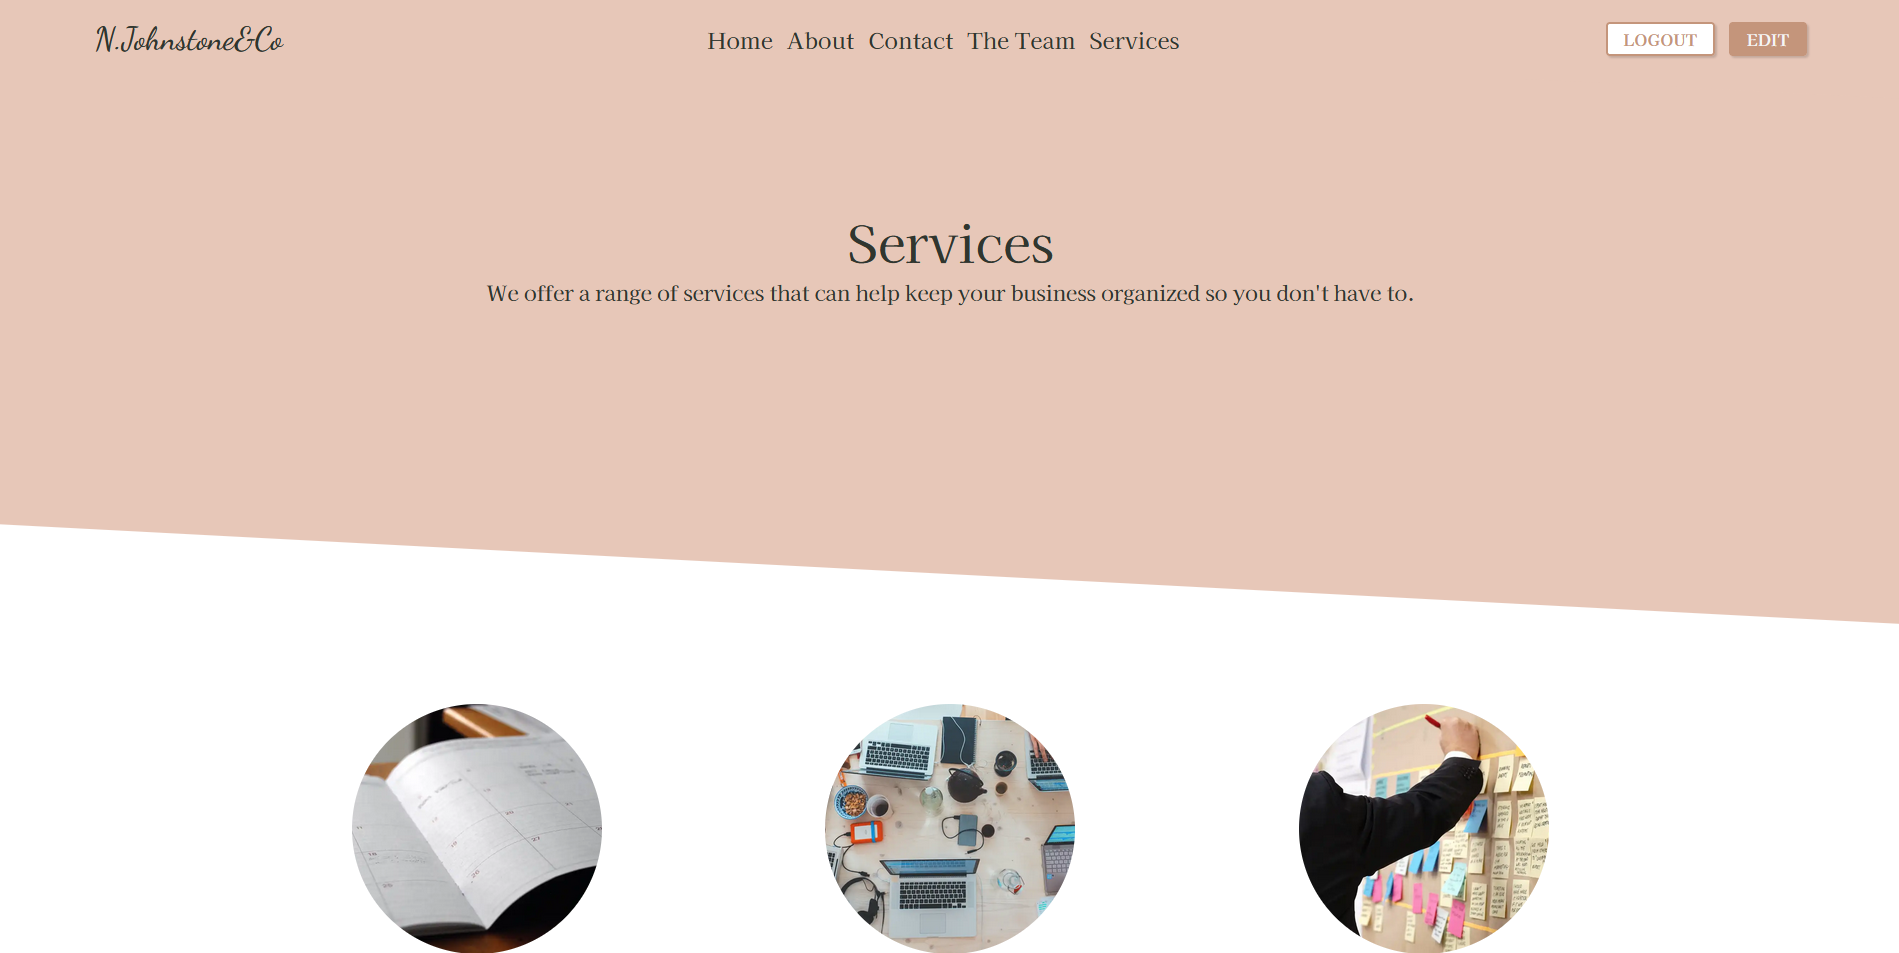 N.Johnstone&Co
Home About Contact The Team Services
LOGOUT EDIT
Services
We offer a range of services that can help keep your business organized so you don't have to.